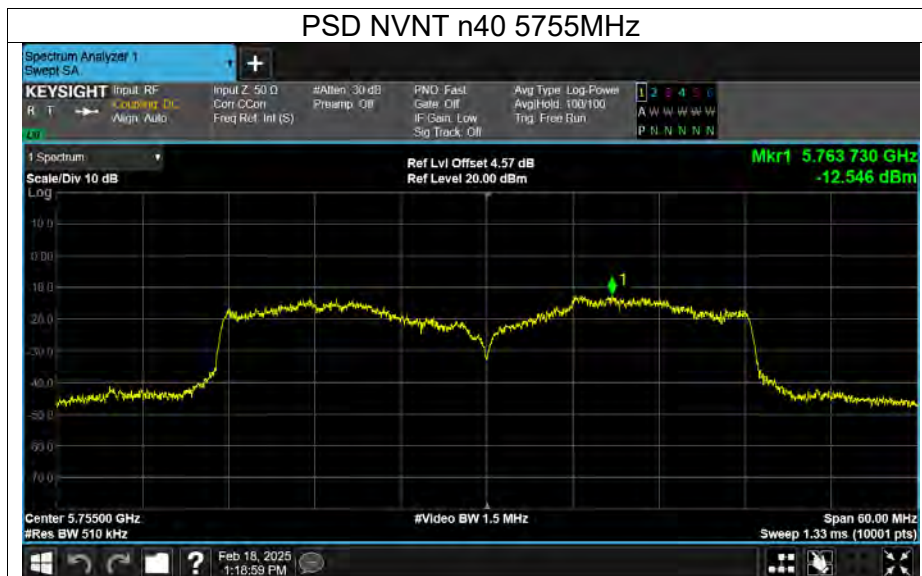 PSD NVNT n40 5755MHz
Spectrum Analyzer 1
Swept SA
+
KEYSIGHT Input: RF Input Z: 50 Ω #Atten: 30 dB PNO: Fast Avg Type: Log-Power 1 2 3 4 5 6
R T Coupling: DC Corr CCorr Preamp: Off Gate: Off Avg|Hold: 100/100 A W W W W W
Align: Auto Freq Ref: Int (S) IF Gain: Low Trig: Free Run
Sig Track: Off P N N N N N
1 Spectrum
Ref Lvl Offset 4.57 dB Mkr1 5.763 730 GHz
Scale/Div 10 dB Ref Level 20.00 dBm -12.546 dBm
Log
10.0
0.00
-10.0
1
-20.0
-30.0
-40.0
-50.0
-60.0
-70.0
Center 5.75500 GHz #Video BW 1.5 MHz Span 60.00 MHz
#Res BW 510 kHz Sweep 1.33 ms (10001 pts)
? Feb 18, 2025
1:18:59 PM